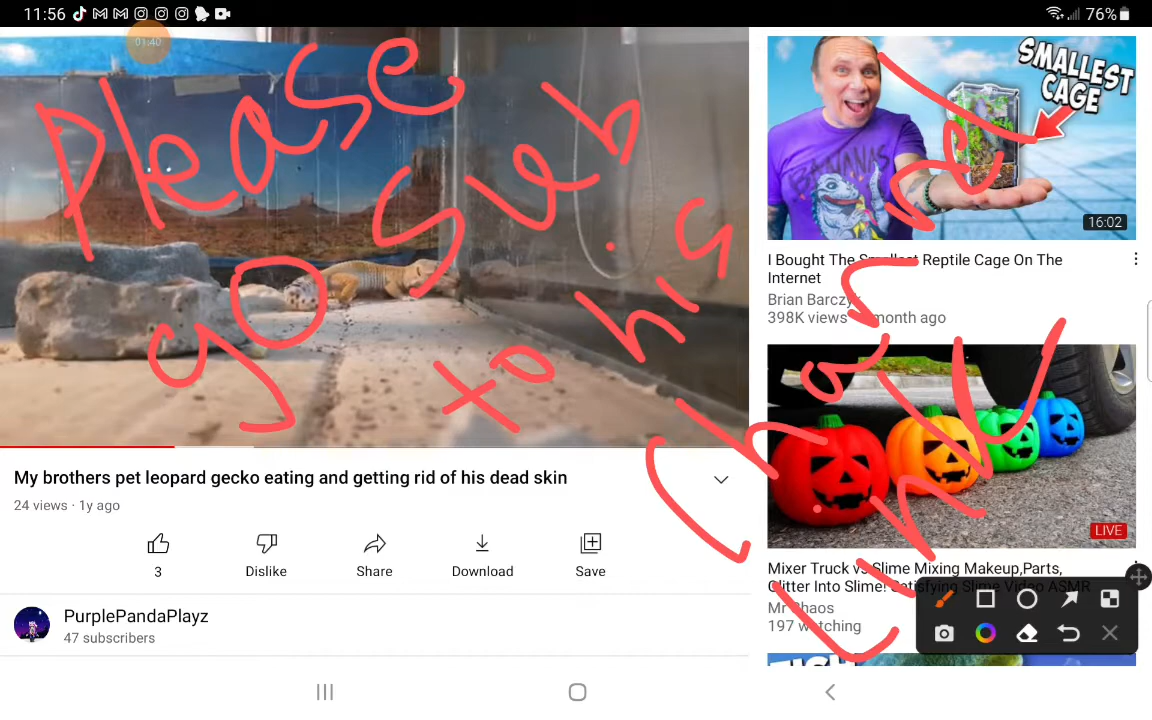 11:56
76%
01:40
Please
go sub
to his
Channel
Link
SMALLEST
CAGE
BANANAS
16:02
I Bought The Smallest Reptile Cage On The
Internet
Brian Barczyk
398K views
month ago
LIVE
Mixer Truck vs Slime Mixing Makeup,Parts,
Glitter Into Slime! Satisfying Slime Video ASMR
Mr Chaos
197 watching
My brothers pet leopard gecko eating and getting rid of his dead skin
24 views · 1y ago
3
Dislike
Share
Download
Save
PurplePandaPlayz
47 subscribers